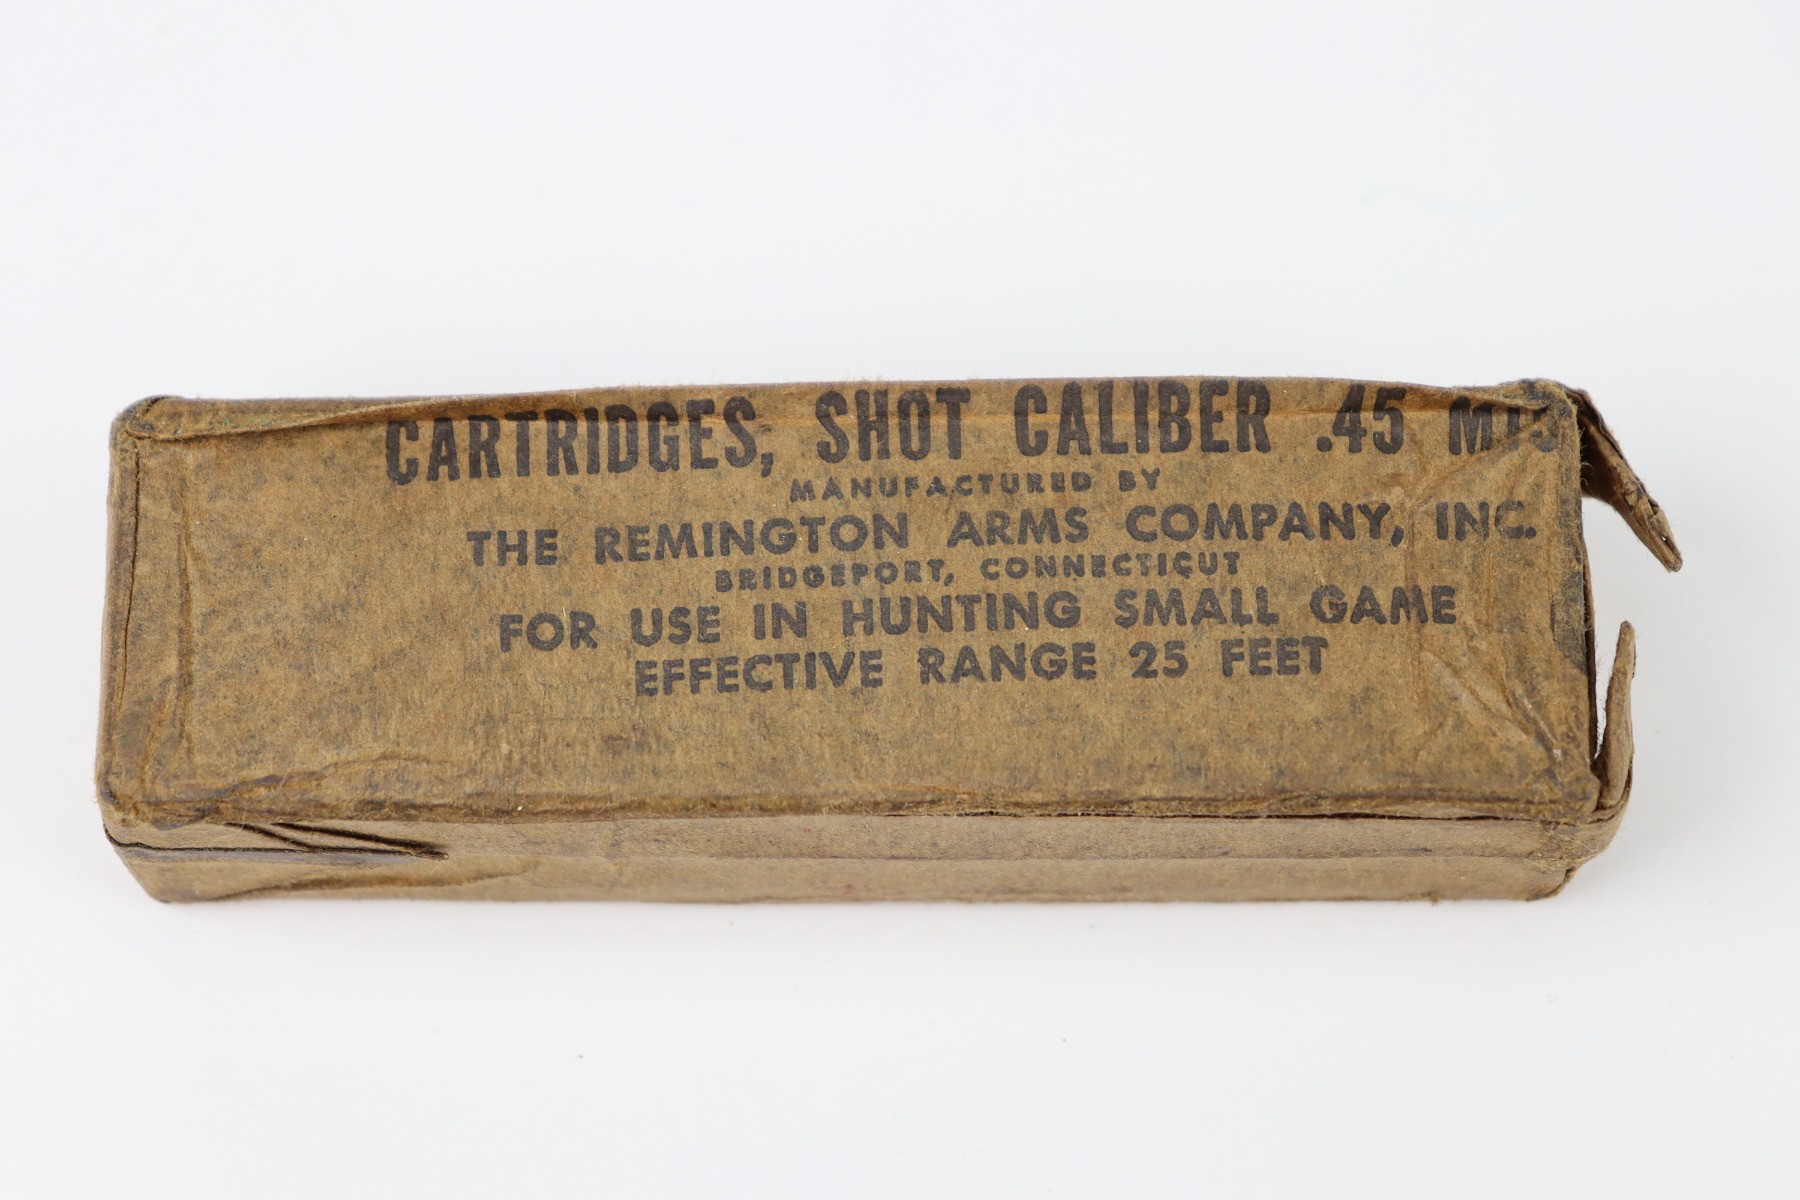 CARTRIDGES, SHOT CALIBER .45 M15
MANUFACTURED BY
THE REMINGTON ARMS COMPANY, INC.
BRIDGEPORT, CONNECTICUT
FOR USE IN HUNTING SMALL GAME
EFFECTIVE RANGE 25 FEET